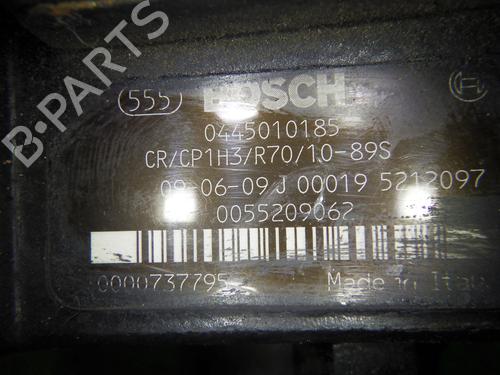 B-PARTS
555 BOSCH
0445010185
CR/CP1H3/R70/10-89S
09-06-09 J 00019 5212097
0055209062
0000737795 Made in Italy